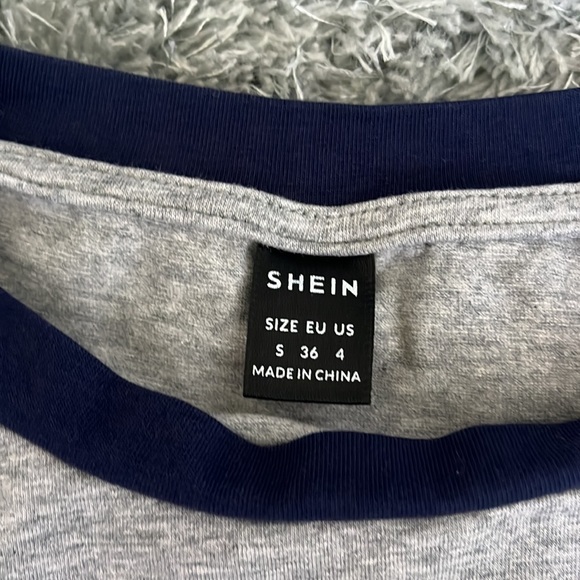 SHEIN
SIZE EU US
S 36 4
MADE IN CHINA